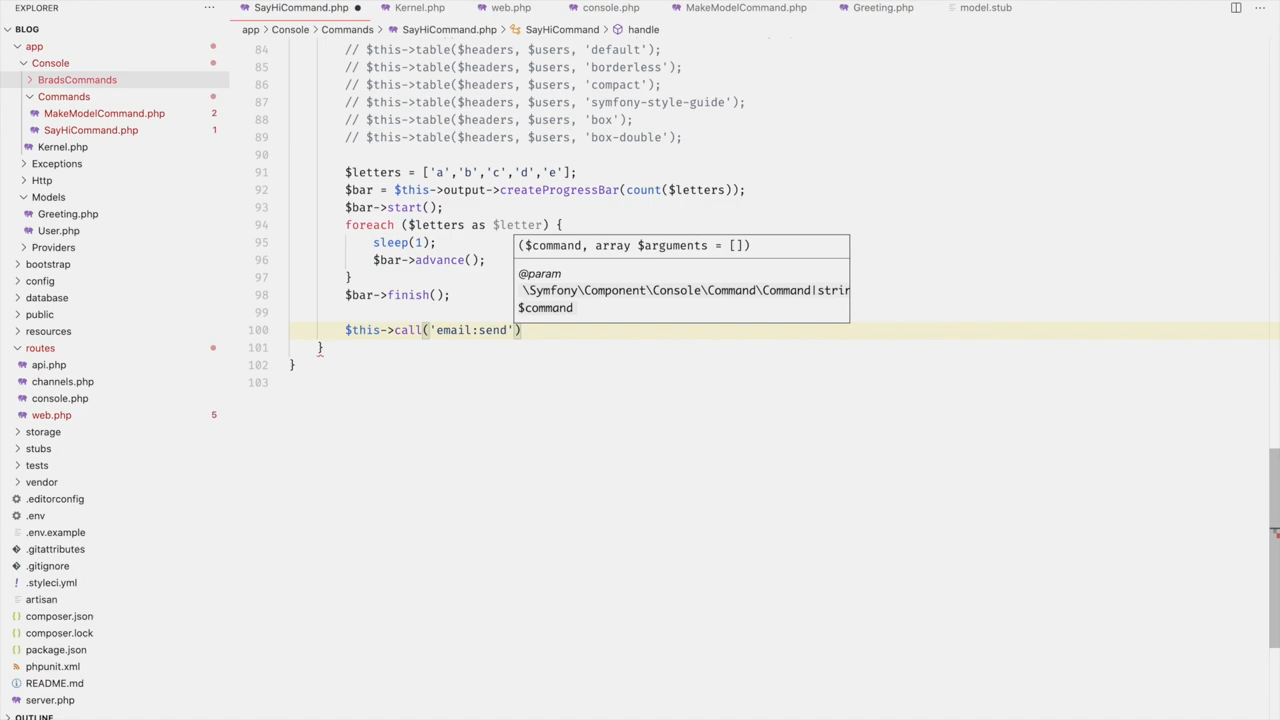 EXPLORER
···
SayHiCommand.php
Kernel.php
web.php
console.php
MakeModelCommand.php
Greeting.php
model.stub
···
BLOG
app
Console
BradsCommands
Commands
MakeModelCommand.php 2
SayHiCommand.php 1
Kernel.php
Exceptions
Http
Models
Greeting.php
User.php
Providers
bootstrap
config
database
public
resources
routes
api.php
channels.php
console.php
web.php 5
storage
stubs
tests
vendor
.editorconfig
.env
.env.example
.gitattributes
.gitignore
.styleci.yml
artisan
composer.json
composer.lock
package.json
phpunit.xml
README.md
server.php
OUTLINE
app > Console > Commands > SayHiCommand.php > SayHiCommand > handle
84 // $this->table($headers, $users, 'default');
85 // $this->table($headers, $users, 'borderless');
86 // $this->table($headers, $users, 'compact');
87 // $this->table($headers, $users, 'symfony-style-guide');
88 // $this->table($headers, $users, 'box');
89 // $this->table($headers, $users, 'box-double');
90
91 $letters = ['a','b','c','d','e'];
92 $bar = $this->output->createProgressBar(count($letters));
93 $bar->start();
94 foreach ($letters as $letter) {
95 sleep(1);
96 $bar->advance();
97 }
98 $bar->finish();
99
100 $this->call('email:send')
101 }
102 }
103
($command, array $arguments = [])
@param
\Symfony\Component\Console\Command\Command|strin
$command